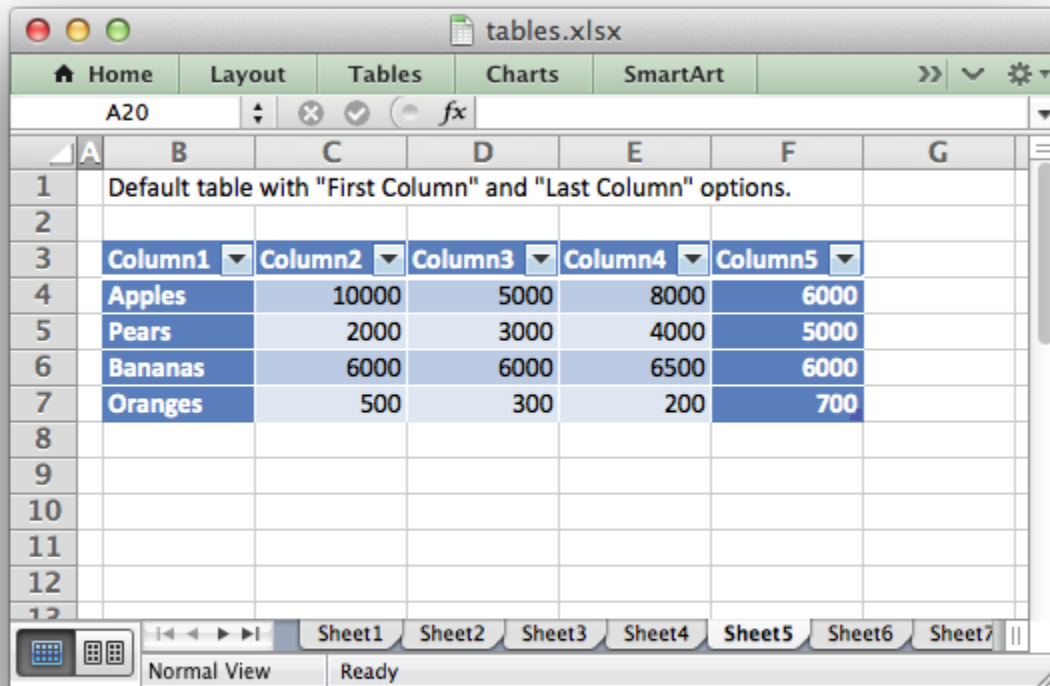 tables.xlsx
Home Layout Tables Charts SmartArt
A20 fx
A B C D E F G
1 Default table with "First Column" and "Last Column" options.
2
3 Column1 Column2 Column3 Column4 Column5
4 Apples 10000 5000 8000 6000
5 Pears 2000 3000 4000 5000
6 Bananas 6000 6000 6500 6000
7 Oranges 500 300 200 700
8
9
10
11
12
13
Sheet1 Sheet2 Sheet3 Sheet4 Sheet5 Sheet6 Sheet7
Normal View Ready